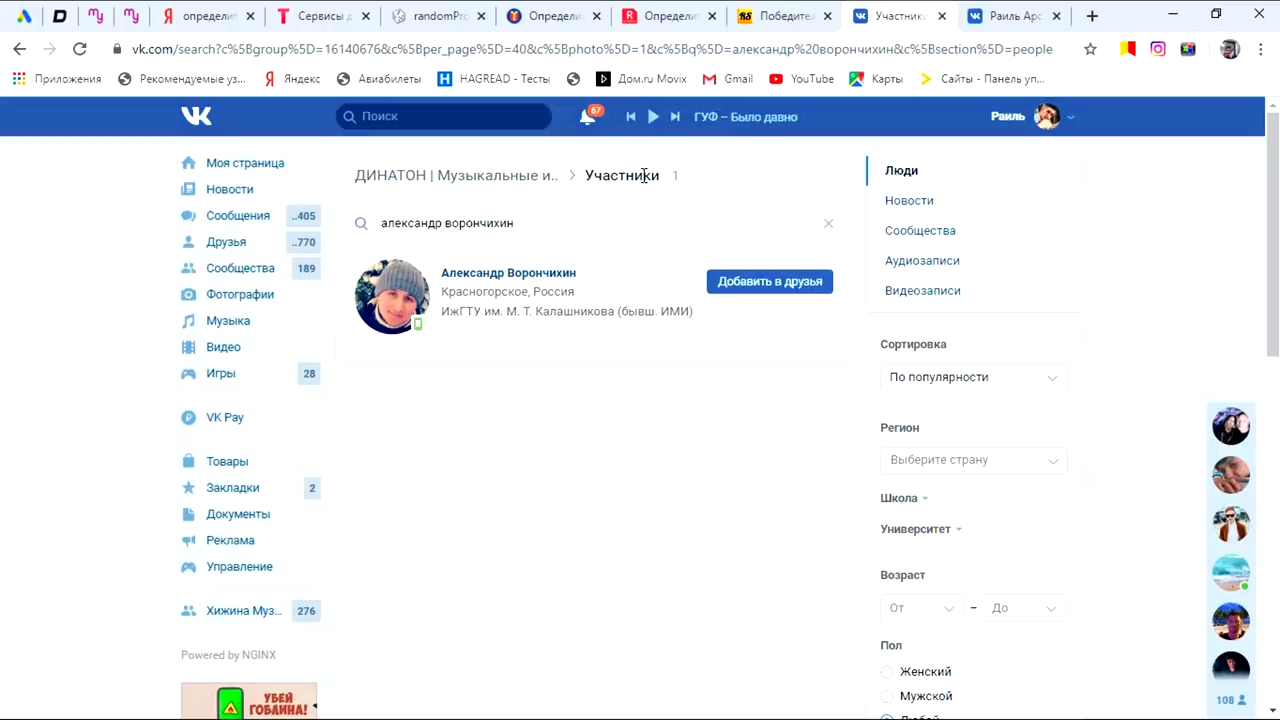 определит
Сервисы д
randomPro
Определит
Определит
Победител
Участники
Раиль Арс
vk.com/search?c%5Bgroup%5D=16140676&c%5Bper_page%5D=40&c%5Bphoto%5D=1&c%5Bq%5D=александр%20ворончихин&c%5Bsection%5D=people
Приложения
Рекомендуемые уз...
Яндекс
Авиабилеты
HAGREAD - Тесты
Дом.ru Movix
Gmail
YouTube
Карты
Сайты - Панель уп...
Поиск
67
ГУФ – Было давно
Раиль
Моя страница
Новости
Сообщения ..405
Друзья ..770
Сообщества 189
Фотографии
Музыка
Видео
Игры 28
VK Pay
Товары
Закладки 2
Документы
Реклама
Управление
Хижина Муз... 276
Powered by NGINX
УБЕЙ
ГОБЛИНА!
ДИНАТОН | Музыкальные и.. > Участники 1
александр ворончихин
Александр Ворончихин
Красногорское, Россия
ИжГТУ им. М. Т. Калашникова (бывш. ИМИ)
Добавить в друзья
Люди
Новости
Сообщества
Аудиозаписи
Видеозаписи
Сортировка
По популярности
Регион
Выберите страну
Школа
Университет
Возраст
От – До
Пол
Женский
Мужской
108